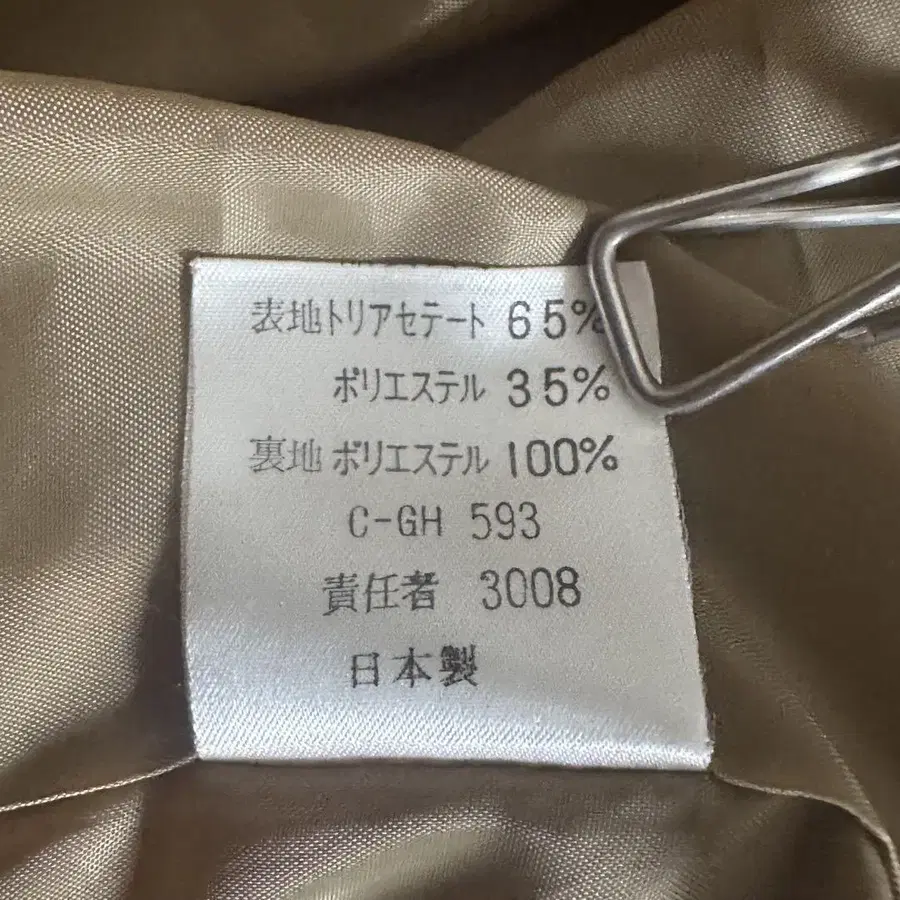 表地トリアセテート 65%
ポリエステル 35%
裏地 ポリエステル 100%
C-GH 593
責任者 3008
日本製